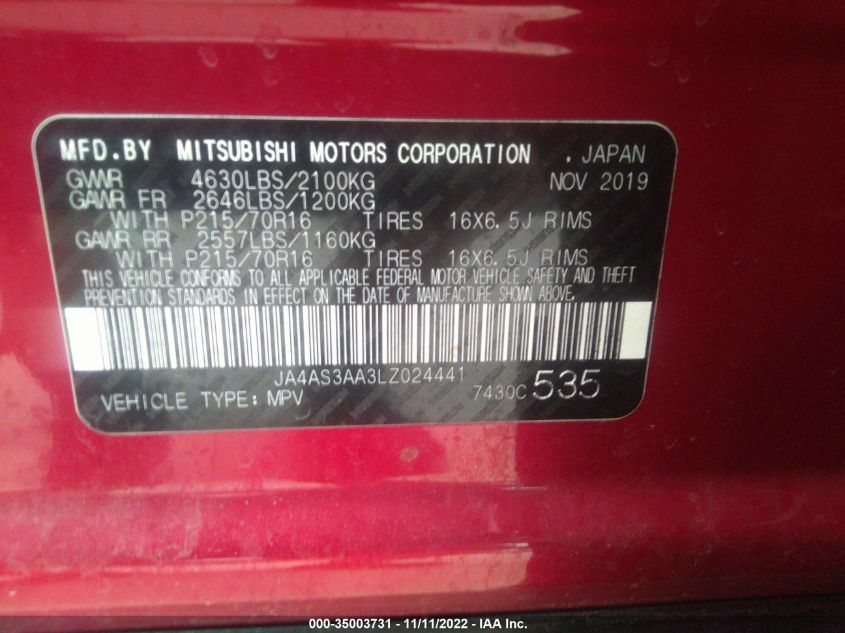 MFD.BY MITSUBISHI MOTORS CORPORATION . JAPAN
GVWR 4630LBS/2100KG NOV 2019
GAWR FR 2646LBS/1200KG
WITH P215/70R16 TIRES 16X6.5J RIMS
GAWR RR 2557LBS/1160KG
WITH P215/70R16 TIRES 16X6.5J RIMS
THIS VEHICLE CONFORMS TO ALL APPLICABLE FEDERAL MOTOR VEHICLE SAFETY AND THEFT
PREVENTION STANDARDS IN EFFECT ON THE DATE OF MANUFACTURE SHOWN ABOVE.
JA4AS3AA3LZ024441
VEHICLE TYPE: MPV 7430C 535
000-35003731 - 11/11/2022 - IAA Inc.